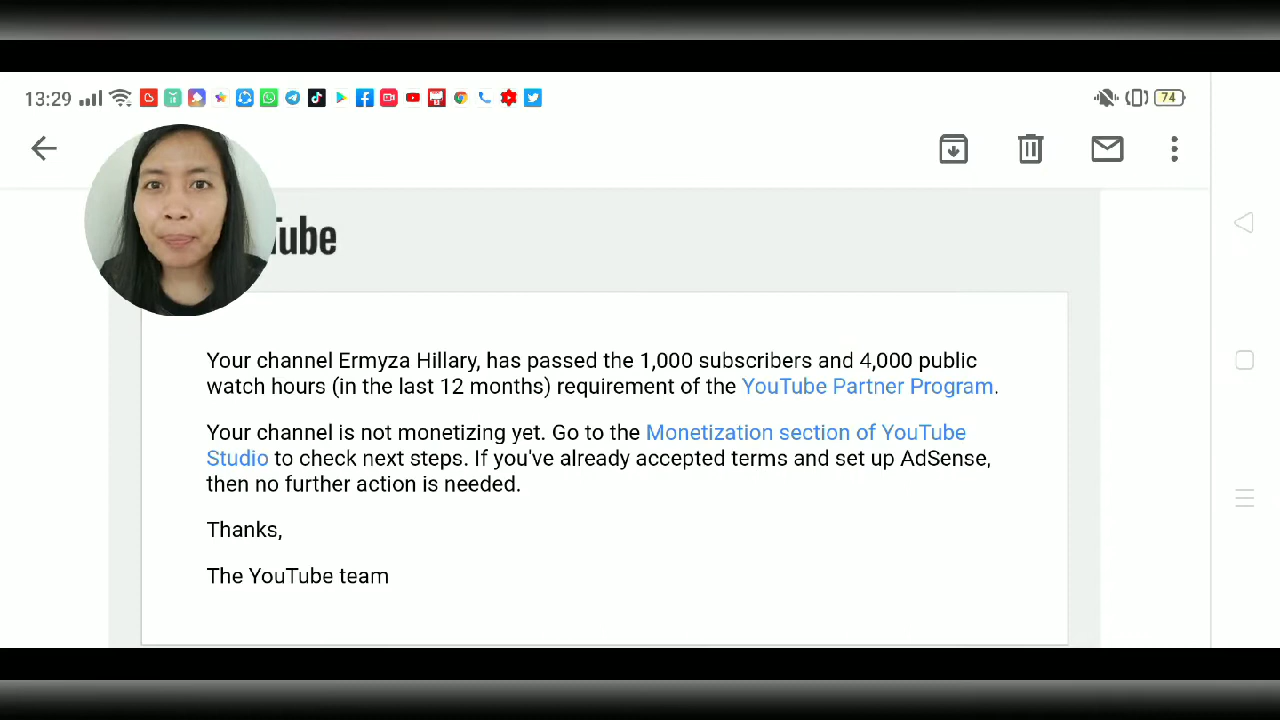 13:29
74
Tube
Your channel Ermyza Hillary, has passed the 1,000 subscribers and 4,000 public
watch hours (in the last 12 months) requirement of the YouTube Partner Program.
Your channel is not monetizing yet. Go to the Monetization section of YouTube
Studio to check next steps. If you've already accepted terms and set up AdSense,
then no further action is needed.
Thanks,
The YouTube team